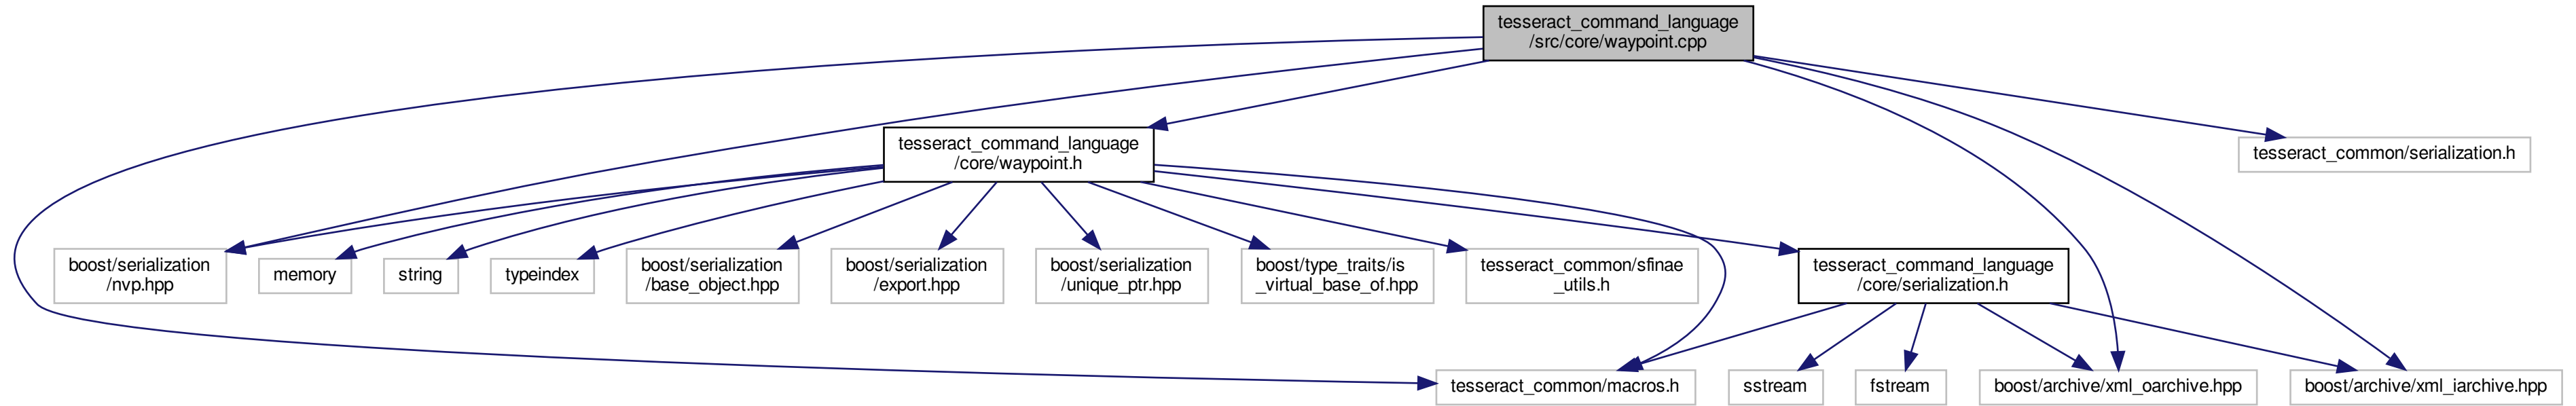 tesseract_command_language
/src/core/waypoint.cpp
tesseract_command_language
/core/waypoint.h
tesseract_common/serialization.h
boost/serialization
/nvp.hpp
memory
string
typeindex
boost/serialization
/base_object.hpp
boost/serialization
/export.hpp
boost/serialization
/unique_ptr.hpp
boost/type_traits/is
_virtual_base_of.hpp
tesseract_common/sfinae
_utils.h
tesseract_command_language
/core/serialization.h
tesseract_common/macros.h
sstream
fstream
boost/archive/xml_oarchive.hpp
boost/archive/xml_iarchive.hpp